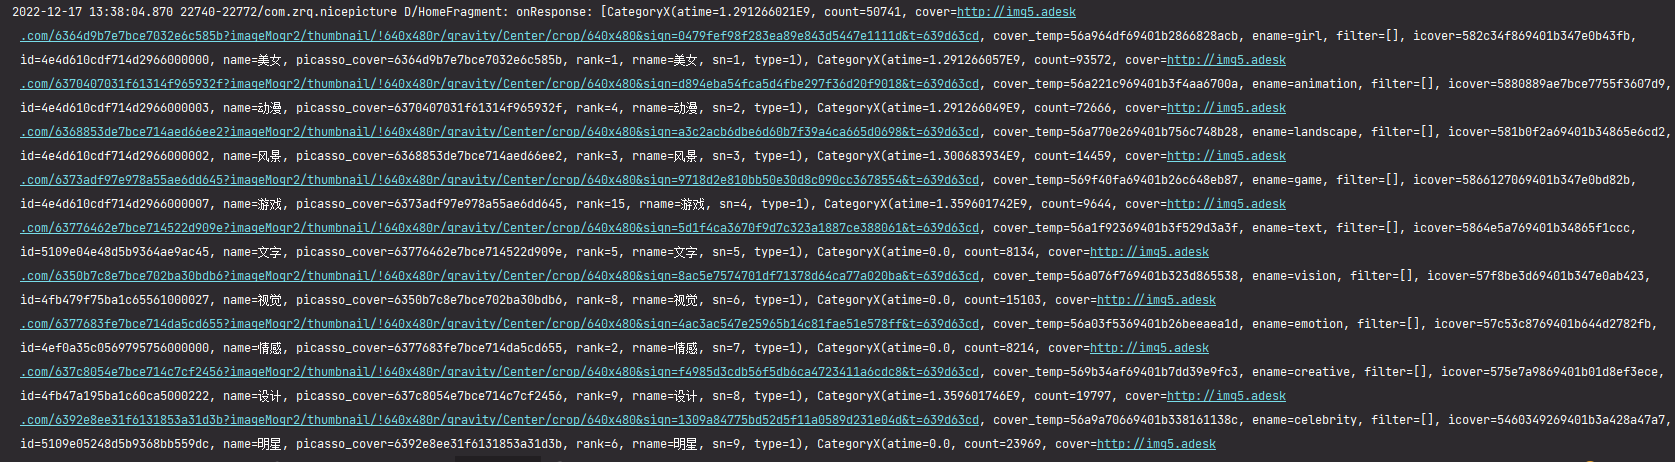 2022-12-17 13:38:04.870 22740-22772/com.zrq.nicepicture D/HomeFragment: onResponse: [CategoryX(atime=1.291266021E9, count=50741, cover=http://img5.adesk
.com/6364d9b7e7bce7032e6c585b?imageMogr2/thumbnail/!640x480r/gravity/Center/crop/640x480&sign=0479fef98f283ea89e843d5447e1111d&t=639d63cd, cover_temp=56a964df69401b2866828acb, ename=girl, filter=[], icover=582c34f869401b347e0b43fb,
id=4e4d610cdf714d2966000000, name=美女, picasso_cover=6364d9b7e7bce7032e6c585b, rank=1, rname=美女, sn=1, type=1), CategoryX(atime=1.291266057E9, count=93572, cover=http://img5.adesk
.com/6370407031f61314f965932f?imageMogr2/thumbnail/!640x480r/gravity/Center/crop/640x480&sign=d894eba54fca5d4fbe297f36d20f9018&t=639d63cd, cover_temp=56a221c969401b3f4aa6700a, ename=animation, filter=[], icover=5880889ae7bce7755f3607d9,
id=4e4d610cdf714d2966000003, name=动漫, picasso_cover=6370407031f61314f965932f, rank=4, rname=动漫, sn=2, type=1), CategoryX(atime=1.291266049E9, count=72666, cover=http://img5.adesk
.com/6368853de7bce714aed66ee2?imageMogr2/thumbnail/!640x480r/gravity/Center/crop/640x480&sign=a3c2acb6dbe6d60b7f39a4ca665d0698&t=639d63cd, cover_temp=56a770e269401b756c748b28, ename=landscape, filter=[], icover=581b0f2a69401b34865e6cd2,
id=4e4d610cdf714d2966000002, name=风景, picasso_cover=6368853de7bce714aed66ee2, rank=3, rname=风景, sn=3, type=1), CategoryX(atime=1.300683934E9, count=14459, cover=http://img5.adesk
.com/6373adf97e978a55ae6dd645?imageMogr2/thumbnail/!640x480r/gravity/Center/crop/640x480&sign=9718d2e810bb50e30d8c090cc3678554&t=639d63cd, cover_temp=569f40fa69401b26c648eb87, ename=game, filter=[], icover=5866127069401b347e0bd82b,
id=4e4d610cdf714d2966000007, name=游戏, picasso_cover=6373adf97e978a55ae6dd645, rank=15, rname=游戏, sn=4, type=1), CategoryX(atime=1.359601742E9, count=9644, cover=http://img5.adesk
.com/63776462e7bce714522d909e?imageMogr2/thumbnail/!640x480r/gravity/Center/crop/640x480&sign=5d1f4ca3670f9d7c323a1887ce388061&t=639d63cd, cover_temp=56a1f92369401b3f529d3a3f, ename=text, filter=[], icover=5864e5a769401b34865f1ccc,
id=5109e04e48d5b9364ae9ac45, name=文字, picasso_cover=63776462e7bce714522d909e, rank=5, rname=文字, sn=5, type=1), CategoryX(atime=0.0, count=8134, cover=http://img5.adesk
.com/6350b7c8e7bce702ba30bdb6?imageMogr2/thumbnail/!640x480r/gravity/Center/crop/640x480&sign=8ac5e7574701df71378d64ca77a020ba&t=639d63cd, cover_temp=56a076f769401b323d865538, ename=vision, filter=[], icover=57f8be3d69401b347e0ab423,
id=4fb479f75ba1c65561000027, name=视觉, picasso_cover=6350b7c8e7bce702ba30bdb6, rank=8, rname=视觉, sn=6, type=1), CategoryX(atime=0.0, count=15103, cover=http://img5.adesk
.com/6377683fe7bce714da5cd655?imageMogr2/thumbnail/!640x480r/gravity/Center/crop/640x480&sign=4ac3ac547e25965b14c81fae51e578ff&t=639d63cd, cover_temp=56a03f5369401b26beeaea1d, ename=emotion, filter=[], icover=57c53c8769401b644d2782fb,
id=4ef0a35c0569795756000000, name=情感, picasso_cover=6377683fe7bce714da5cd655, rank=2, rname=情感, sn=7, type=1), CategoryX(atime=0.0, count=8214, cover=http://img5.adesk
.com/637c8054e7bce714c7cf2456?imageMogr2/thumbnail/!640x480r/gravity/Center/crop/640x480&sign=f4985d3cdb56f5db6ca4723411a6cdc8&t=639d63cd, cover_temp=569b34af69401b7dd39e9fc3, ename=creative, filter=[], icover=575e7a9869401b01d8ef3ece,
id=4fb47a195ba1c60ca5000222, name=设计, picasso_cover=637c8054e7bce714c7cf2456, rank=9, rname=设计, sn=8, type=1), CategoryX(atime=1.359601746E9, count=19797, cover=http://img5.adesk
.com/6392e8ee31f6131853a31d3b?imageMogr2/thumbnail/!640x480r/gravity/Center/crop/640x480&sign=1309a84775bd52d5f11a0589d231e04d&t=639d63cd, cover_temp=56a9a70669401b338161138c, ename=celebrity, filter=[], icover=5460349269401b3a428a47a7,
id=5109e05248d5b9368bb559dc, name=明星, picasso_cover=6392e8ee31f6131853a31d3b, rank=6, rname=明星, sn=9, type=1), CategoryX(atime=0.0, count=23969, cover=http://img5.adesk